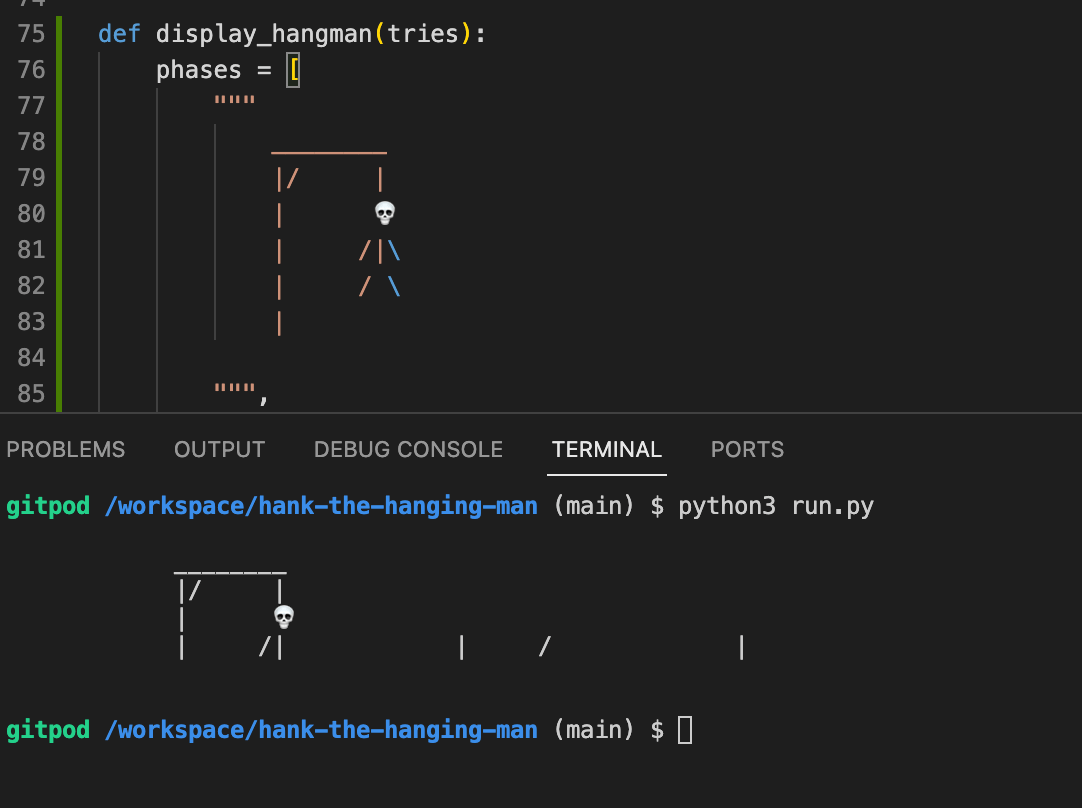 74
75 def display_hangman(tries):
76     phases = [
77         """
78             ________
79             |/     |
80             |      💀
81             |     /|\
82             |     / \
83             |
84
85         """,
PROBLEMS OUTPUT DEBUG CONSOLE TERMINAL PORTS
gitpod /workspace/hank-the-hanging-man (main) $ python3 run.py
            ________
            |/     |
            |      💀
            |     /|            |     /             |
gitpod /workspace/hank-the-hanging-man (main) $